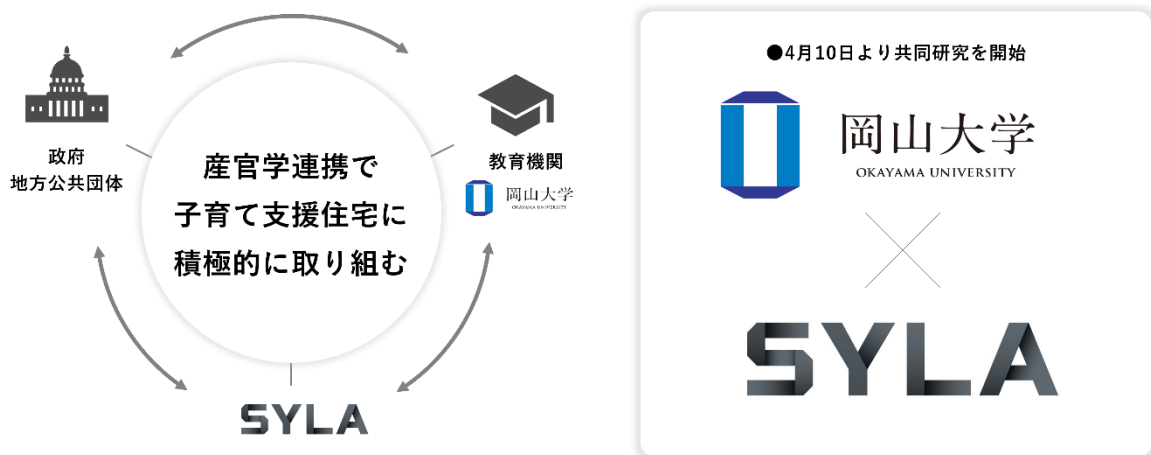 政府
地方公共団体
産官学連携で
子育て支援住宅に
積極的に取り組む
教育機関
岡山大学
OKAYAMA UNIVERSITY
SYLA
●4月10日より共同研究を開始
岡山大学
OKAYAMA UNIVERSITY
SYLA